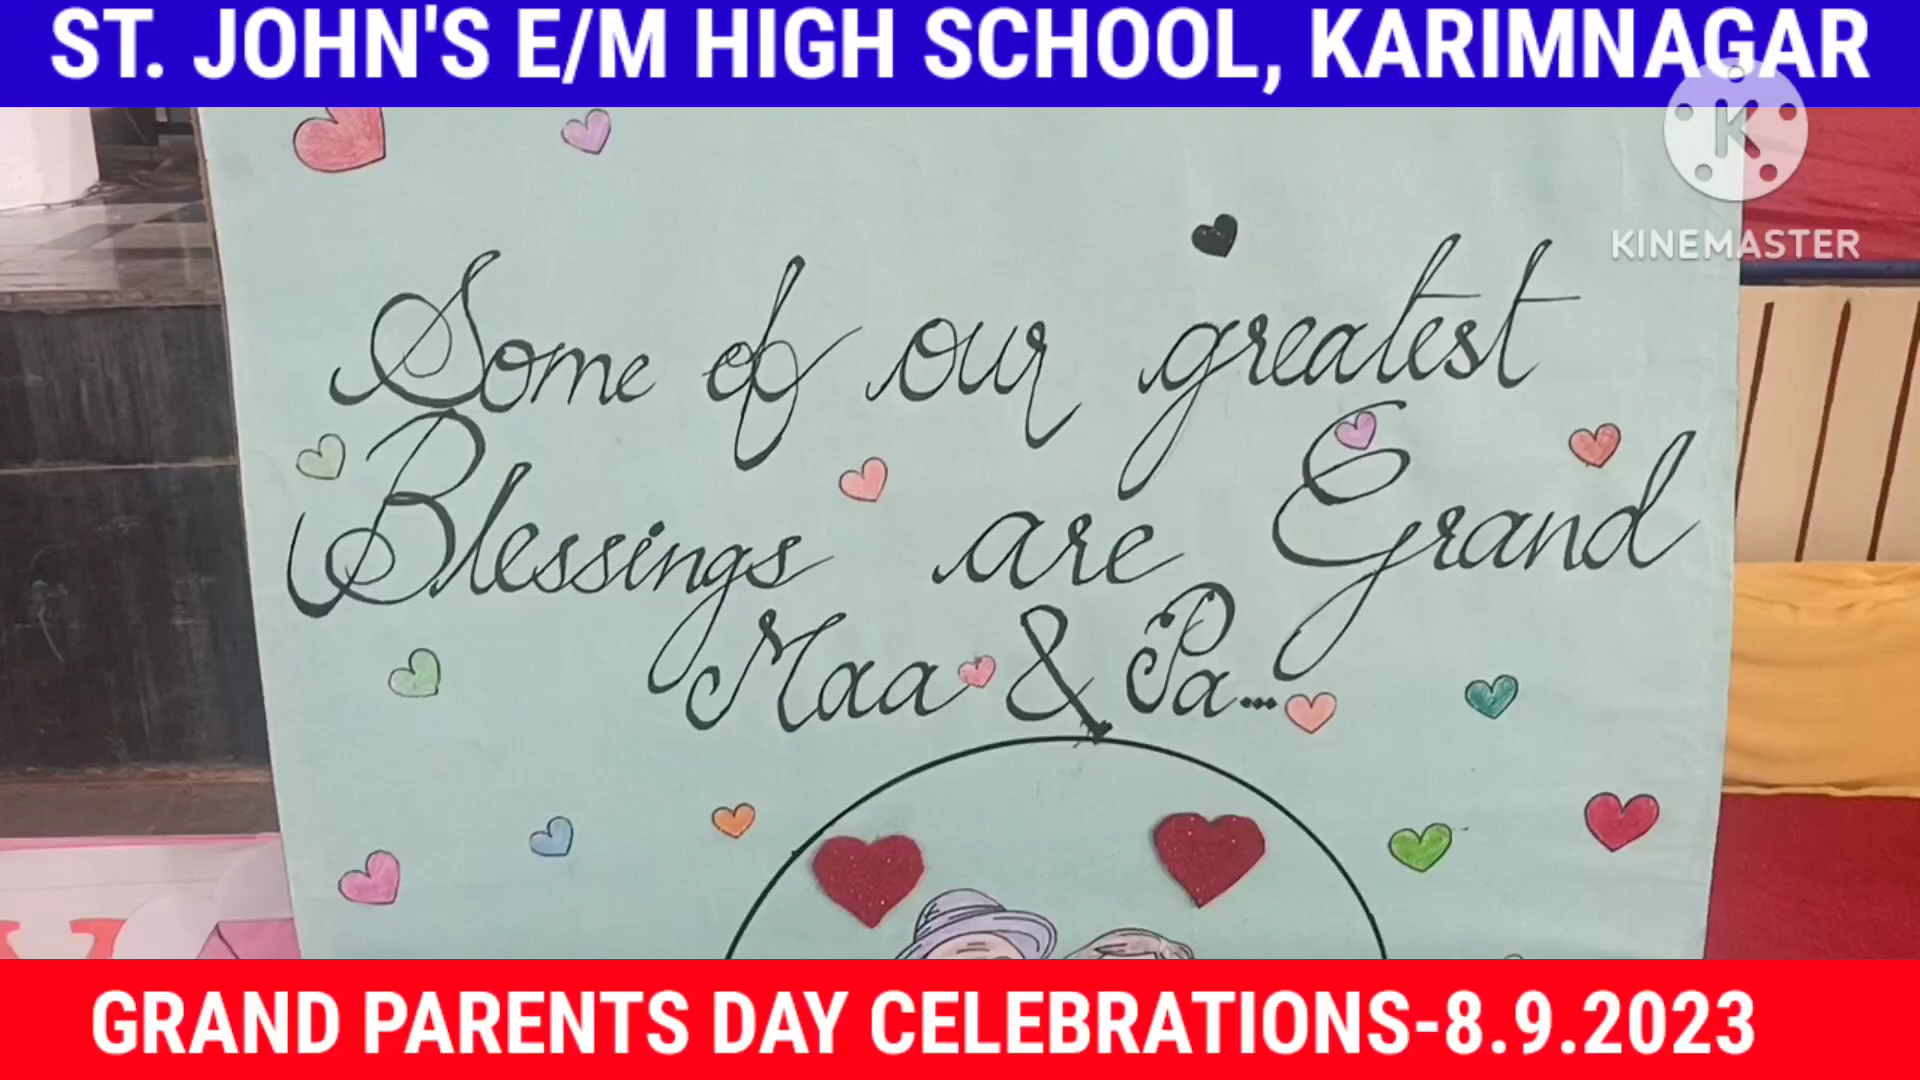 ST. JOHN'S E/M HIGH SCHOOL, KARIMNAGAR
K
KINEMASTER
Some of our greatest
Blessings are Grand
Maa & Pa...
GRAND PARENTS DAY CELEBRATIONS-8.9.2023